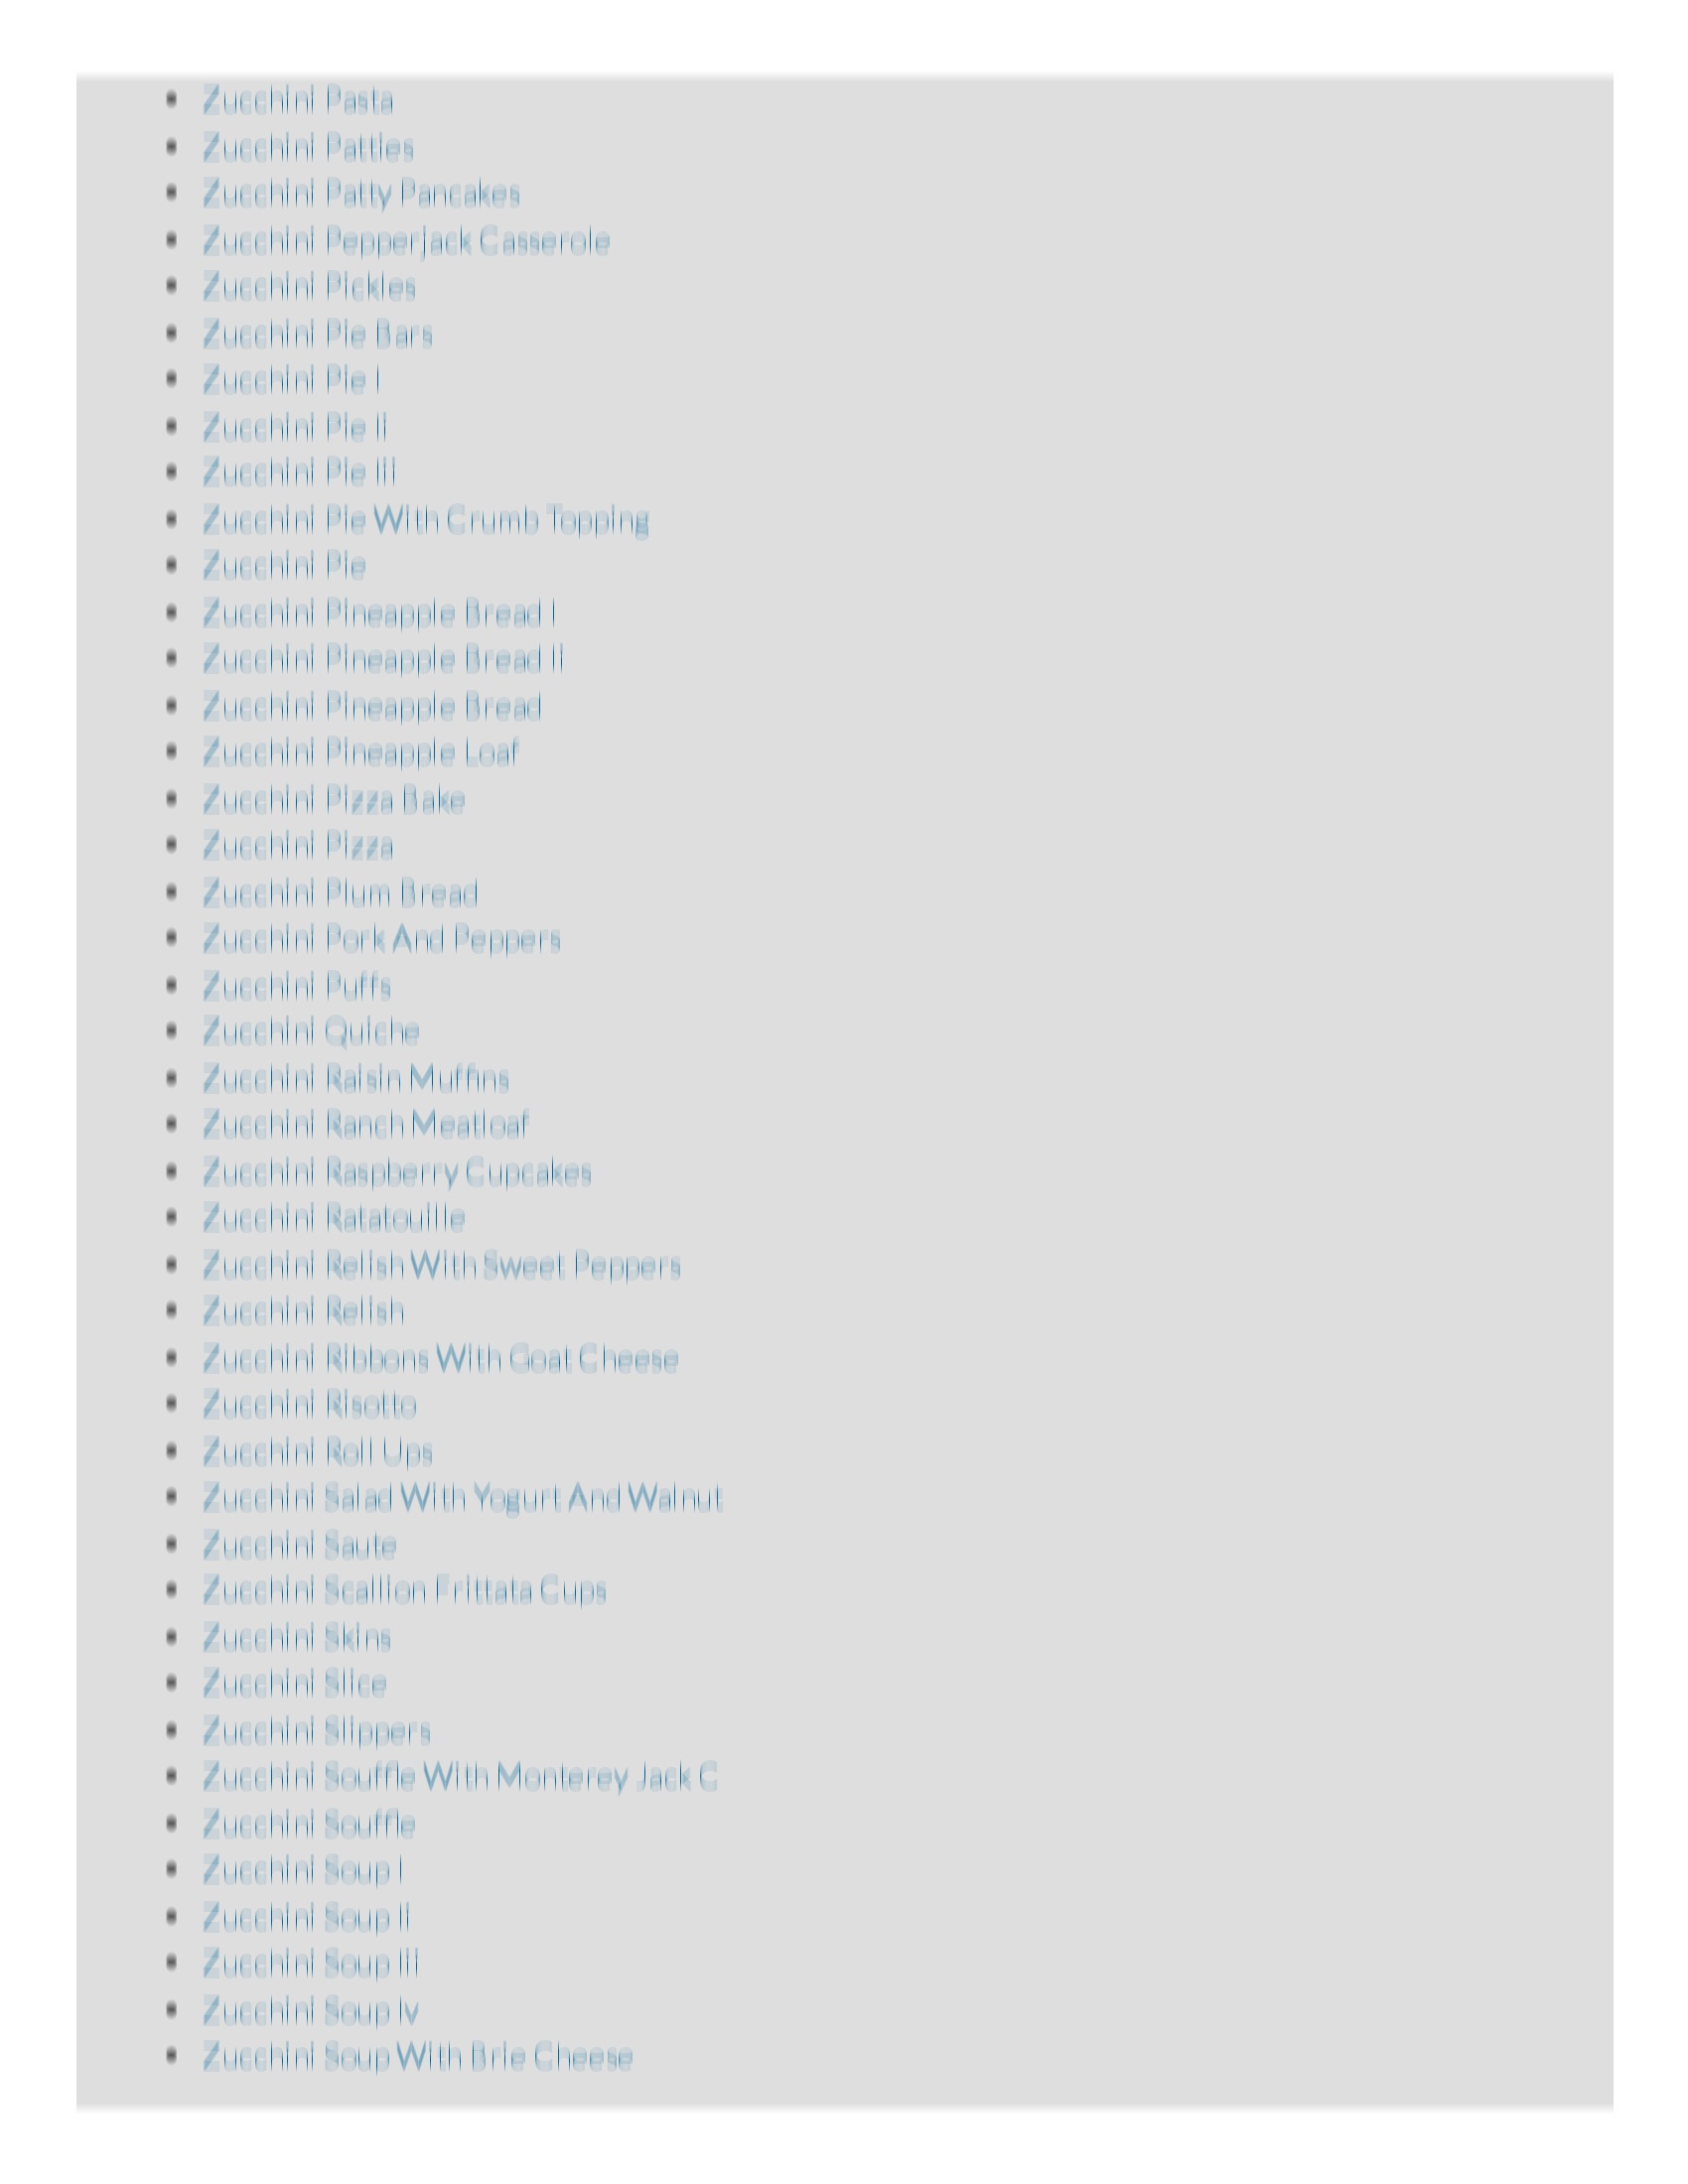 • Zucchini Pasta
• Zucchini Patties
• Zucchini Patty Pancakes
• Zucchini Pepperjack Casserole
• Zucchini Pickles
• Zucchini Pie Bars
• Zucchini Pie I
• Zucchini Pie Ii
• Zucchini Pie Iii
• Zucchini Pie With Crumb Topping
• Zucchini Pie
• Zucchini Pineapple Bread I
• Zucchini Pineapple Bread Ii
• Zucchini Pineapple Bread
• Zucchini Pineapple Loaf
• Zucchini Pizza Bake
• Zucchini Pizza
• Zucchini Plum Bread
• Zucchini Pork And Peppers
• Zucchini Puffs
• Zucchini Quiche
• Zucchini Raisin Muffins
• Zucchini Ranch Meatloaf
• Zucchini Raspberry Cupcakes
• Zucchini Ratatouille
• Zucchini Relish With Sweet Peppers
• Zucchini Relish
• Zucchini Ribbons With Goat Cheese
• Zucchini Risotto
• Zucchini Roll Ups
• Zucchini Salad With Yogurt And Walnut
• Zucchini Saute
• Zucchini Scallion Frittata Cups
• Zucchini Skins
• Zucchini Slice
• Zucchini Slippers
• Zucchini Souffle With Monterey Jack C
• Zucchini Souffle
• Zucchini Soup I
• Zucchini Soup Ii
• Zucchini Soup Iii
• Zucchini Soup Iv
• Zucchini Soup With Brie Cheese